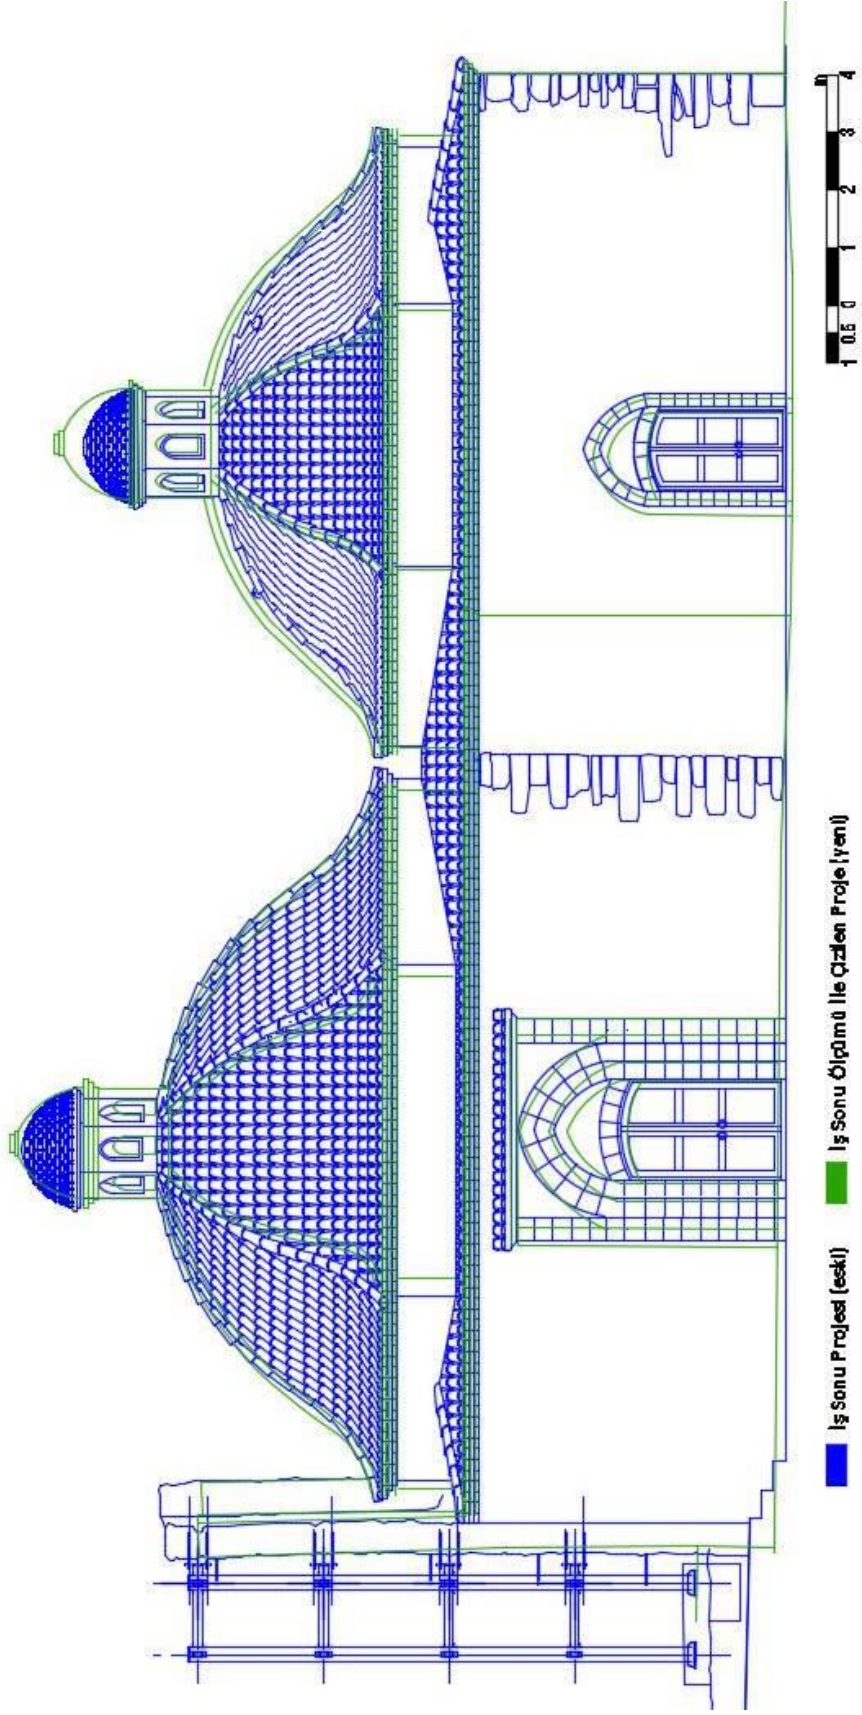 İş Sonu Projesi (eski)
İş Sonu Ölçümü İle Çizilen Proje (yeni)
1 0.5 0 1 2 3 4
m